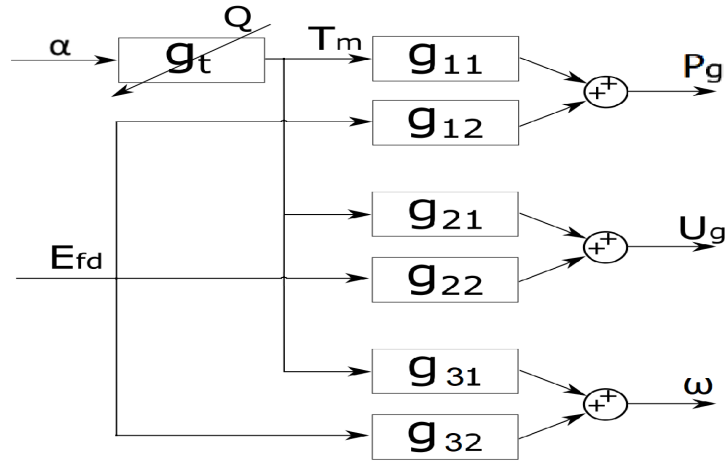 Q
α
gt
Tm
g11
+
+
Pg
g12
g21
+
+
Ug
Efd
g22
g31
+
+
ω
g32